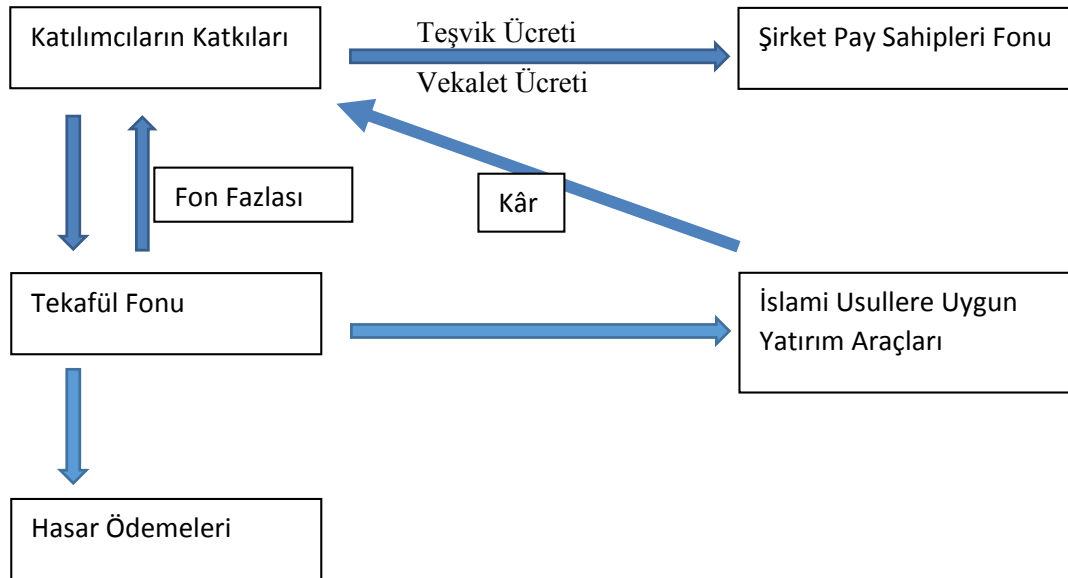 Katılımcıların Katkıları
Teşvik Ücreti
Vekalet Ücreti
Şirket Pay Sahipleri Fonu
Fon Fazlası
Kâr
Tekafül Fonu
İslami Usullere Uygun
Yatırım Araçları
Hasar Ödemeleri